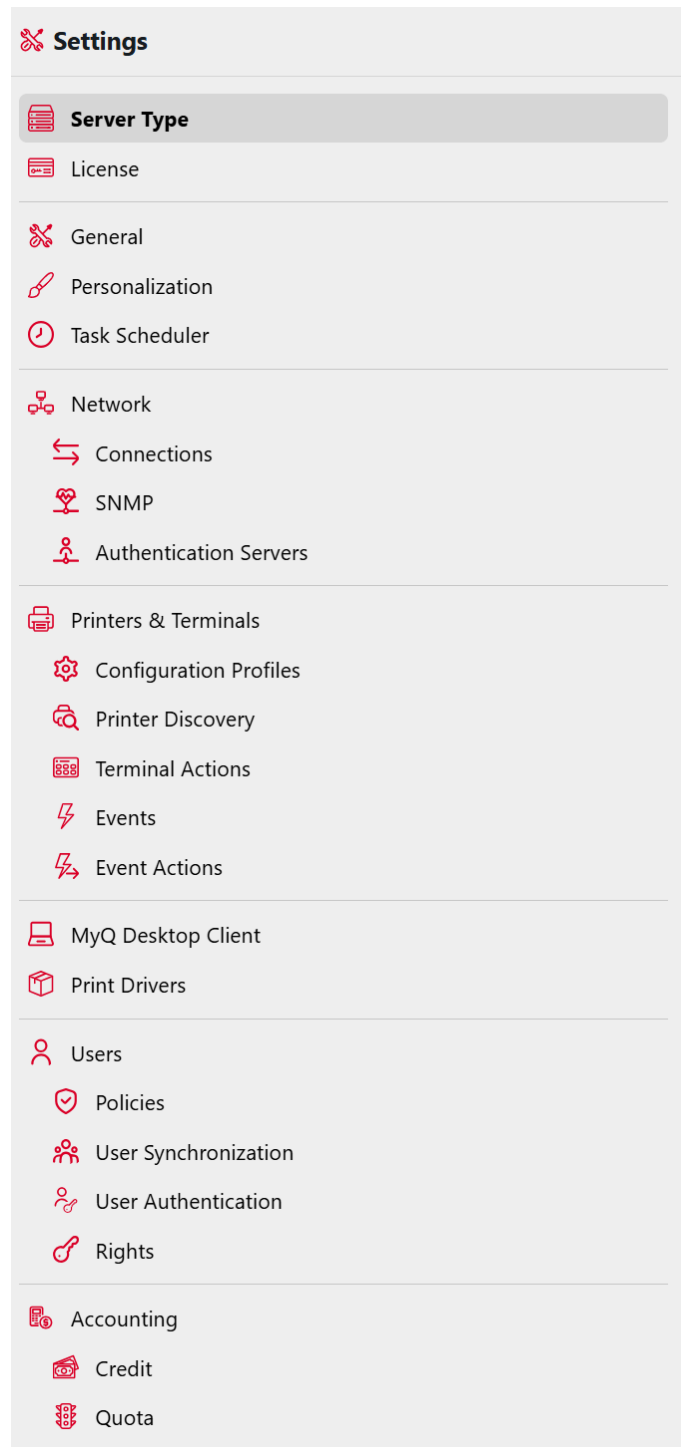 Settings
Server Type
License
General
Personalization
Task Scheduler
Network
Connections
SNMP
Authentication Servers
Printers & Terminals
Configuration Profiles
Printer Discovery
Terminal Actions
Events
Event Actions
MyQ Desktop Client
Print Drivers
Users
Policies
User Synchronization
User Authentication
Rights
Accounting
Credit
Quota